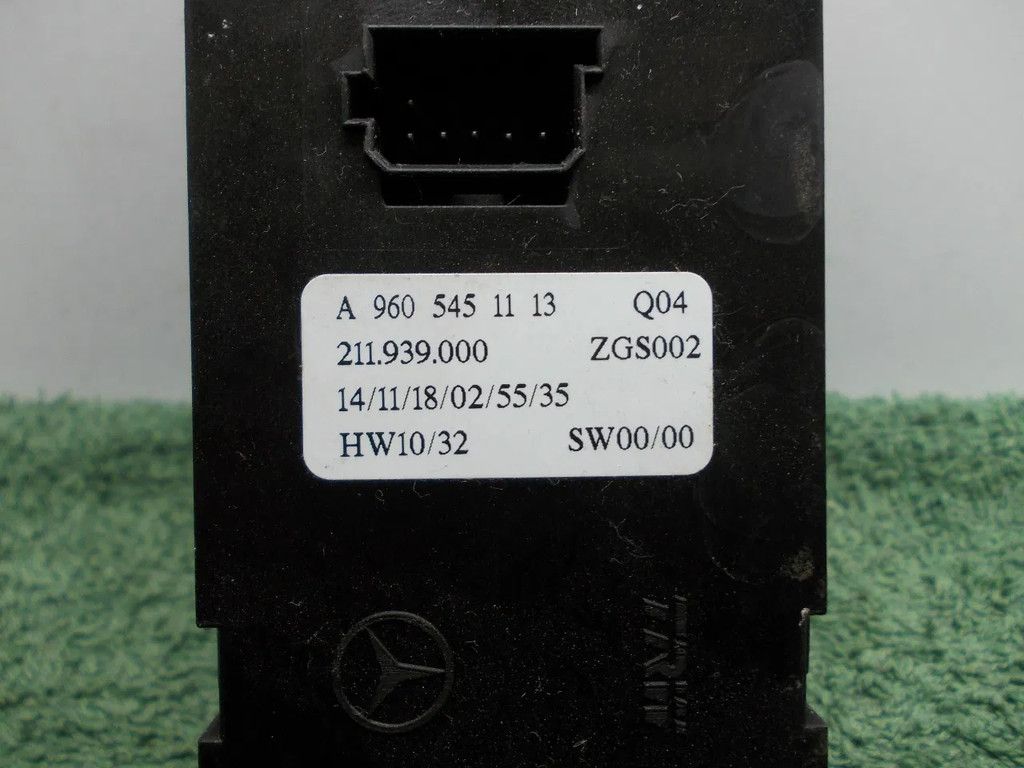 A 960 545 11 13 Q04
211.939.000 ZGS002
14/11/18/02/55/35
HW10/32 SW00/00